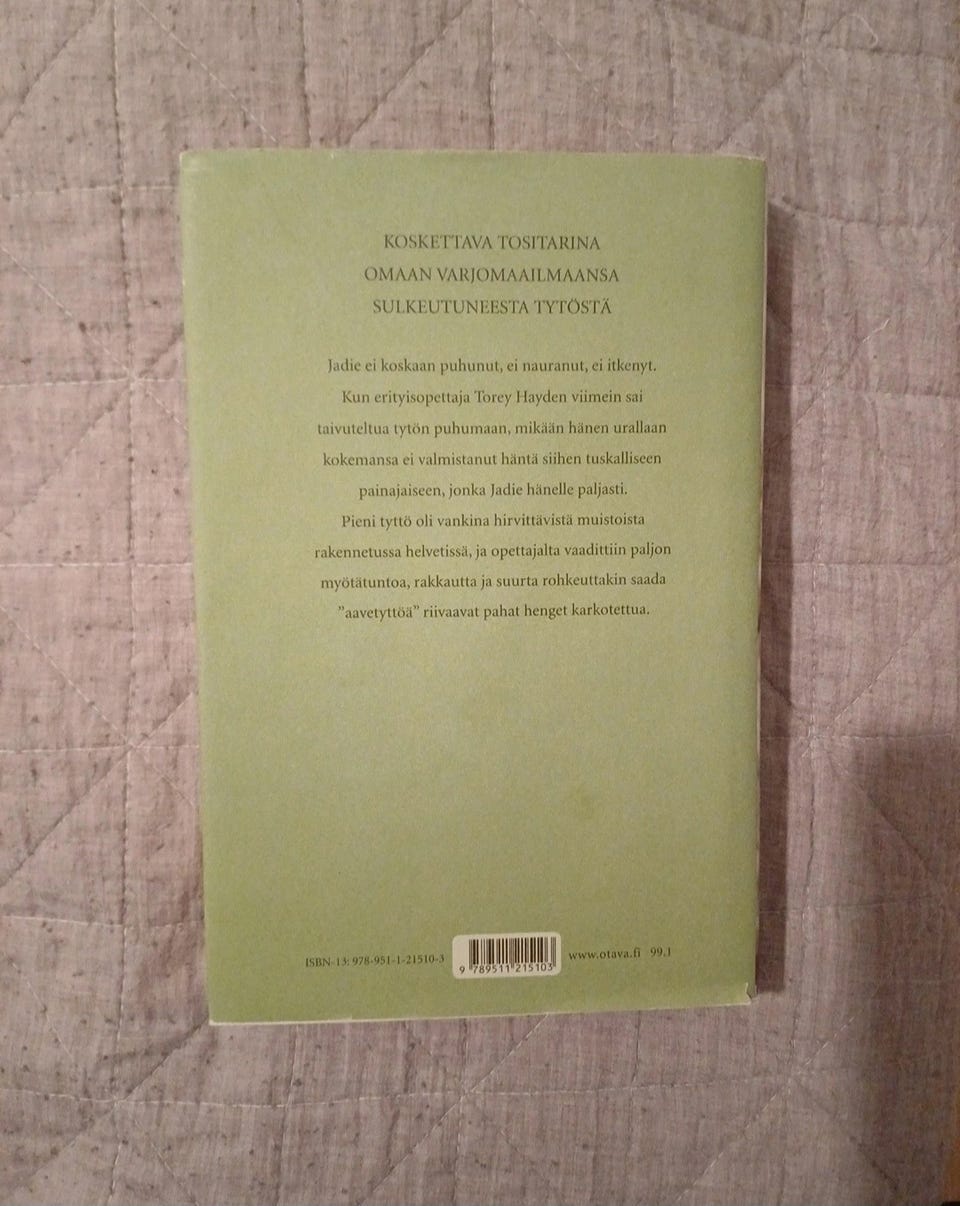 KOSKETTAVA TOSITARINA
OMAAN VARJOMAAILMAANSA
SULKEUTUNEESTA TYTÖSTÄ
Jadie ei koskaan puhunut, ei nauranut, ei itkenyt.
Kun erityisopettaja Torey Hayden viimein sai
taivuteltua tytön puhumaan, mikään hänen urallaan
kokemansa ei valmistanut häntä siihen tuskalliseen
painajaiseen, jonka Jadie hänelle paljasti.
Pieni tyttö oli vankina hirvittävistä muistoista
rakennetussa helvetissä, ja opettajalta vaadittiin paljon
myötätuntoa, rakkautta ja suurta rohkeuttakin saada
”aavetyttöä” riivaavat pahat henget karkotettua.
ISBN-13: 978-951-1-21510-3
9 789511 215103
www.otava.fi 99.1